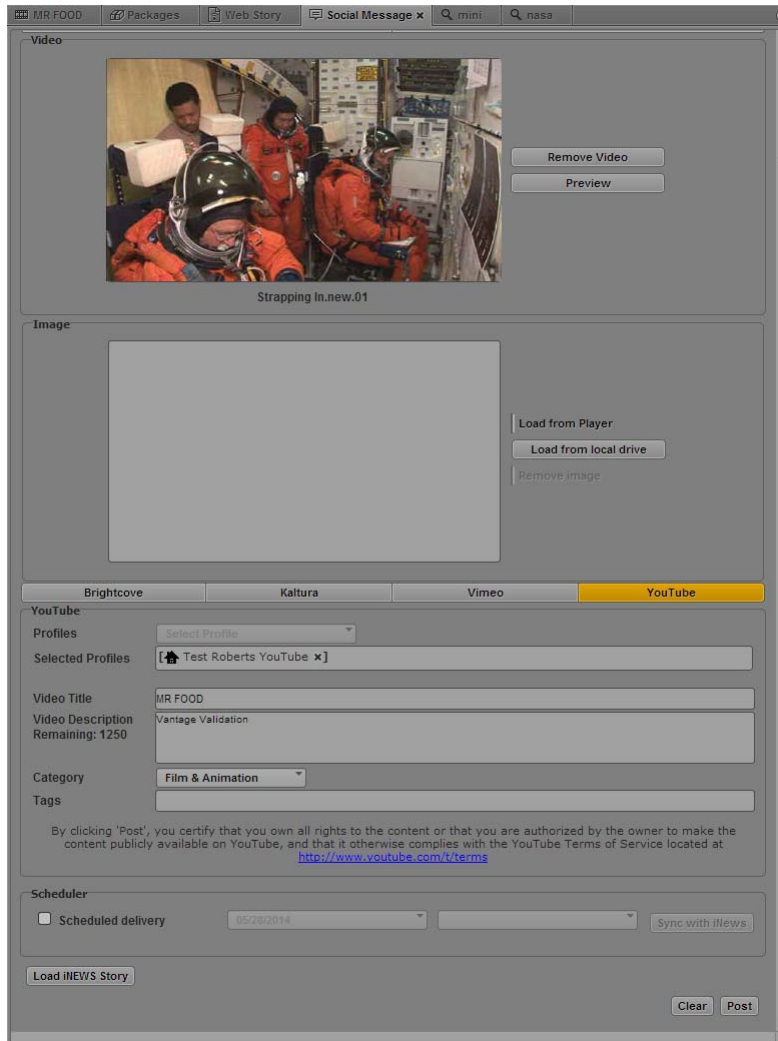 MR FOOD Packages Web Story Social Message × mini nasa
Video
Remove Video
Preview
Strapping In.new.01
Image
Load from Player
Load from local drive
Remove image
Brightcove Kaltura Vimeo YouTube
YouTube
Profiles Select Profile
Selected Profiles [Test Roberts YouTube ×]
Video Title MR FOOD
Video Description Vantage Validation
Remaining: 1250
Category Film & Animation
Tags
By clicking 'Post', you certify that you own all rights to the content or that you are authorized by the owner to make the
content publicly available on YouTube, and that it otherwise complies with the YouTube Terms of Service located at
http://www.youtube.com/t/terms
Scheduler
Scheduled delivery 05/28/2014 Sync with iNews
Load iNEWS Story
Clear Post